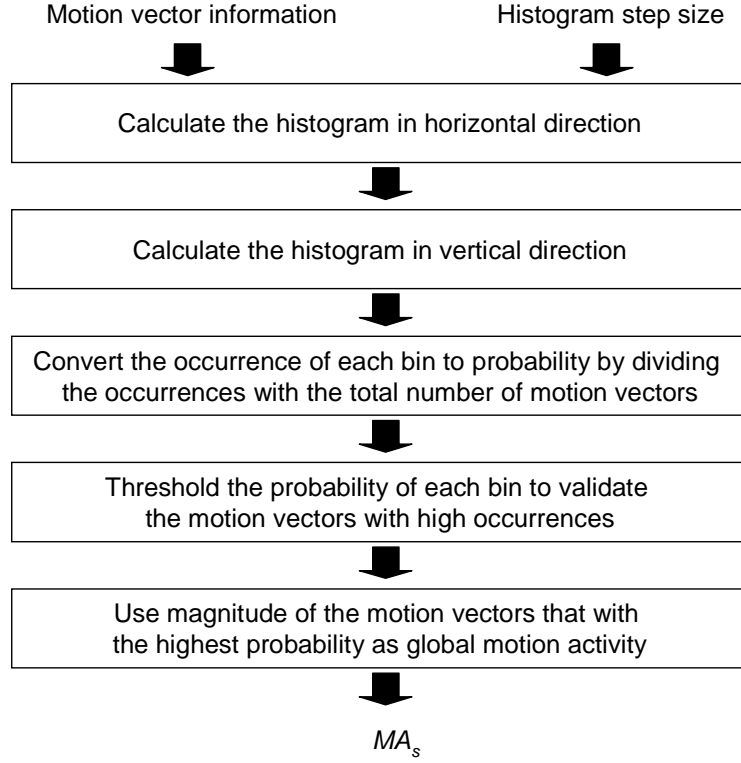 Motion vector information
Histogram step size
Calculate the histogram in horizontal direction
Calculate the histogram in vertical direction
Convert the occurrence of each bin to probability by dividing
the occurrences with the total number of motion vectors
Threshold the probability of each bin to validate
the motion vectors with high occurrences
Use magnitude of the motion vectors that with
the highest probability as global motion activity
MAs